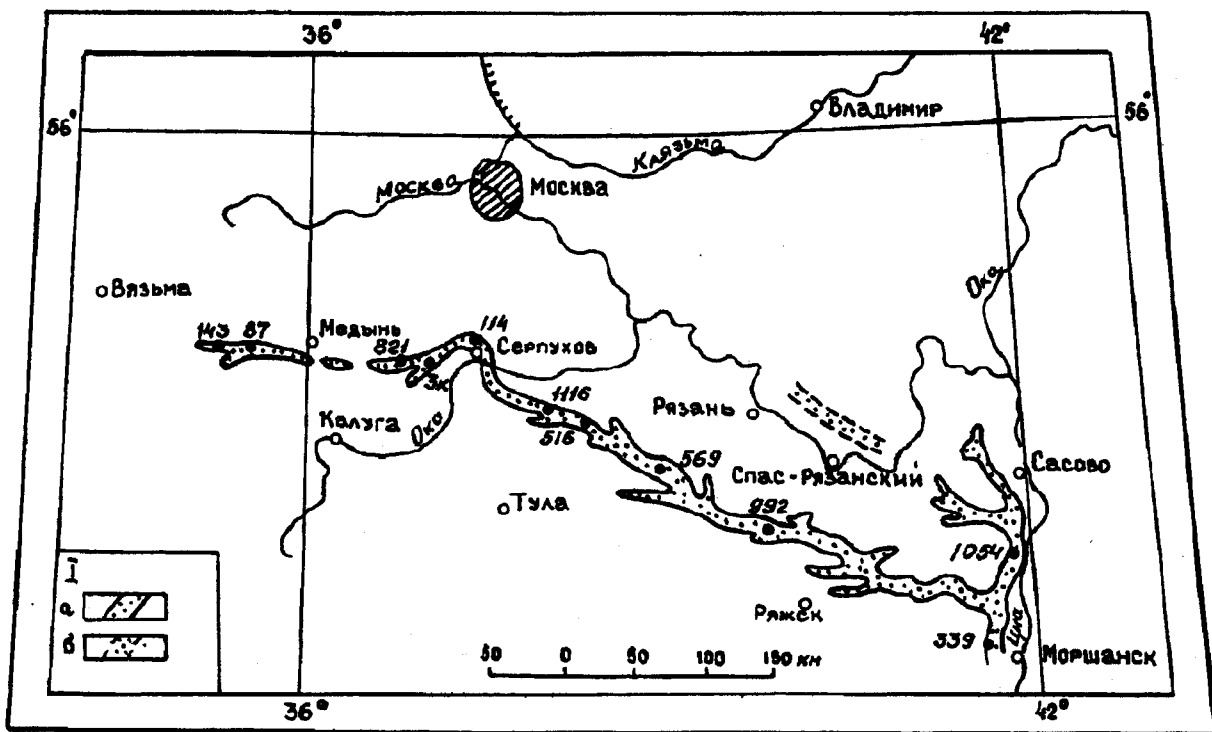 36°
42°
56°
56°
Владимир
Клязьма
Москва
Москва
Вязьма
Ока
143
87
Медынь
821
3к
114
Серпухов
Калуга
Ока
1116
516
Рязань
569
Спас-Рязанский
Сасово
Тула
992
1054
I
а
б
Ряжск
339
Цна
Моршанск
50 0 50 100 150 км
36°
42°